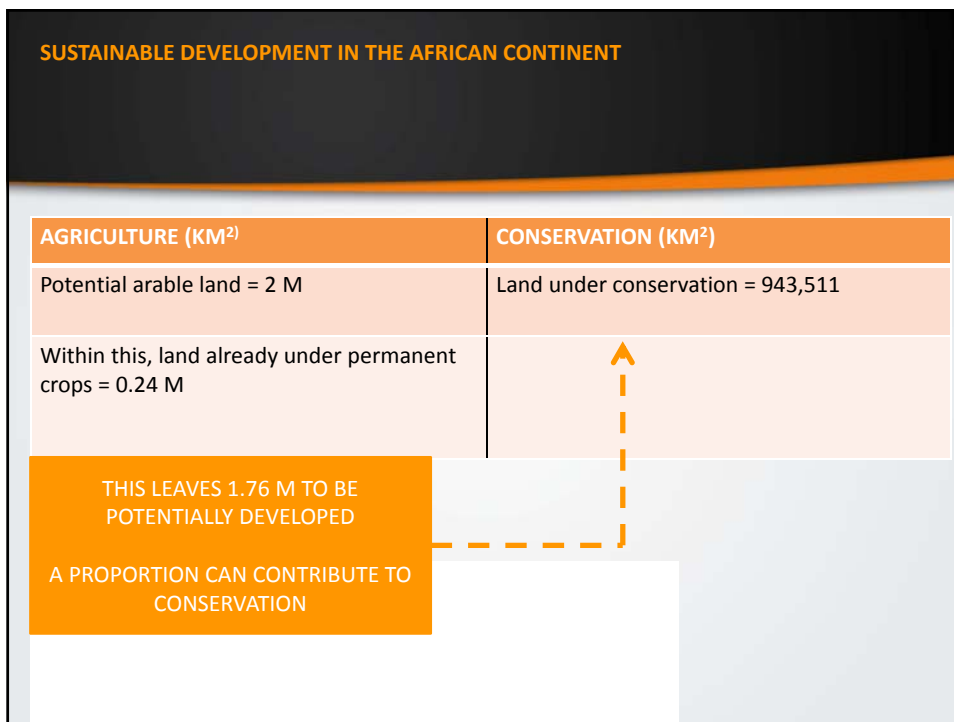 SUSTAINABLE DEVELOPMENT IN THE AFRICAN CONTINENT
AGRICULTURE (KM²⁾
CONSERVATION (KM²)
Potential arable land = 2 M
Land under conservation = 943,511
Within this, land already under permanent
crops = 0.24 M
THIS LEAVES 1.76 M TO BE
POTENTIALLY DEVELOPED
A PROPORTION CAN CONTRIBUTE TO
CONSERVATION